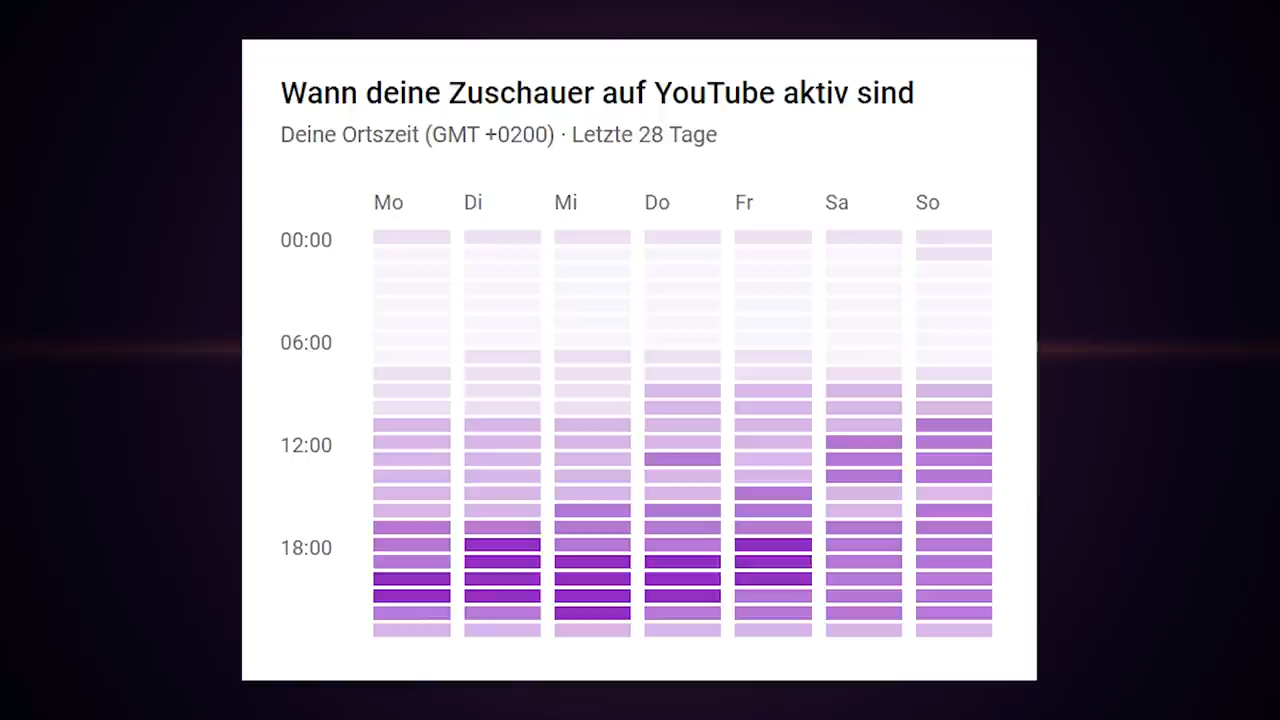 Wann deine Zuschauer auf YouTube aktiv sind
Deine Ortszeit (GMT +0200) · Letzte 28 Tage
Mo Di Mi Do Fr Sa So
00:00
06:00
12:00
18:00